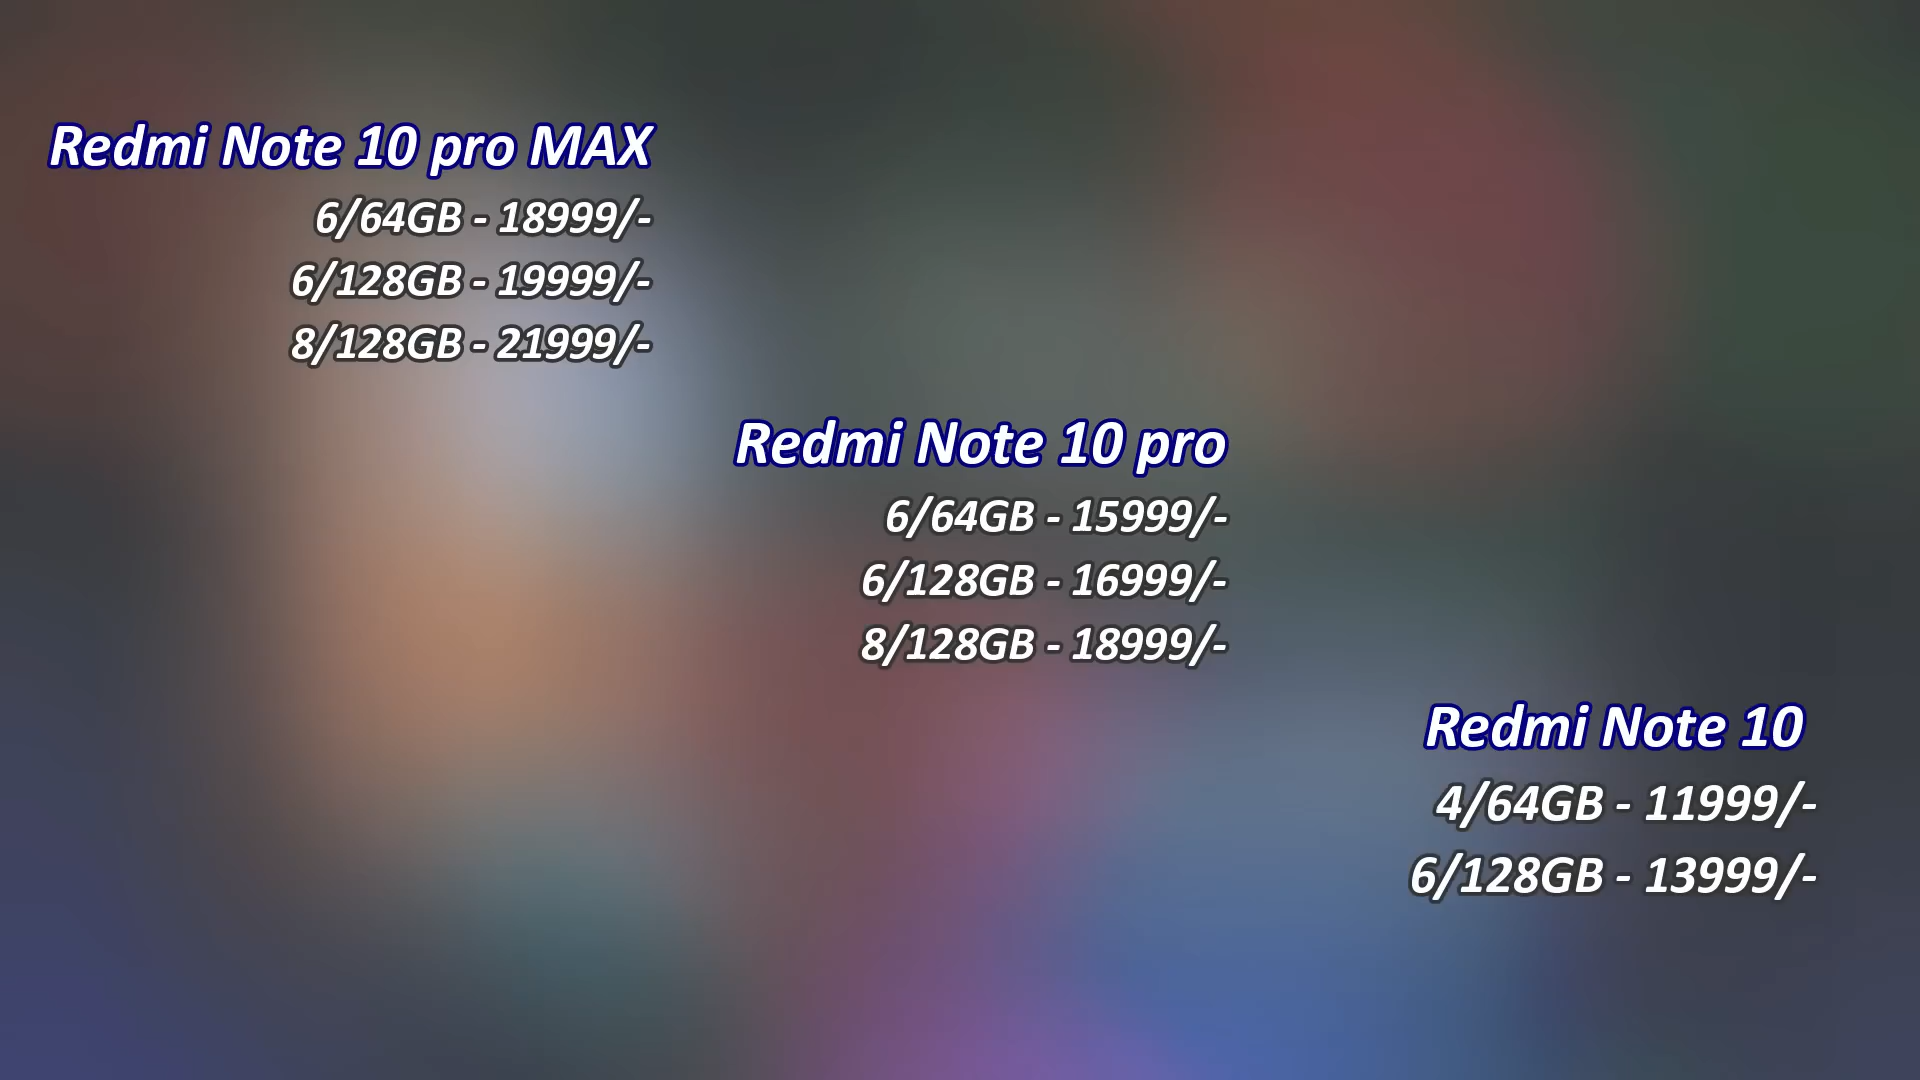 Redmi Note 10 pro MAX
6/64GB - 18999/-
6/128GB - 19999/-
8/128GB - 21999/-
Redmi Note 10 pro
6/64GB - 15999/-
6/128GB - 16999/-
8/128GB - 18999/-
Redmi Note 10
4/64GB - 11999/-
6/128GB - 13999/-